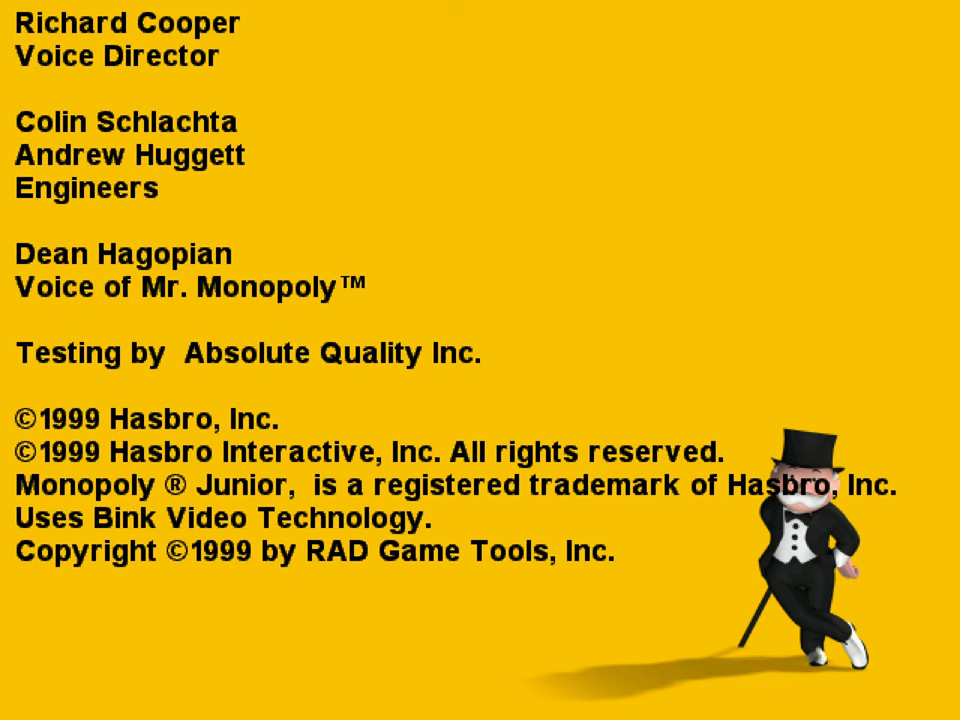 Richard Cooper
Voice Director
Colin Schlachta
Andrew Huggett
Engineers
Dean Hagopian
Voice of Mr. Monopoly™
Testing by  Absolute Quality Inc.
©1999 Hasbro, Inc.
©1999 Hasbro Interactive, Inc. All rights reserved.
Monopoly ® Junior,  is a registered trademark of Hasbro, Inc.
Uses Bink Video Technology.
Copyright ©1999 by RAD Game Tools, Inc.